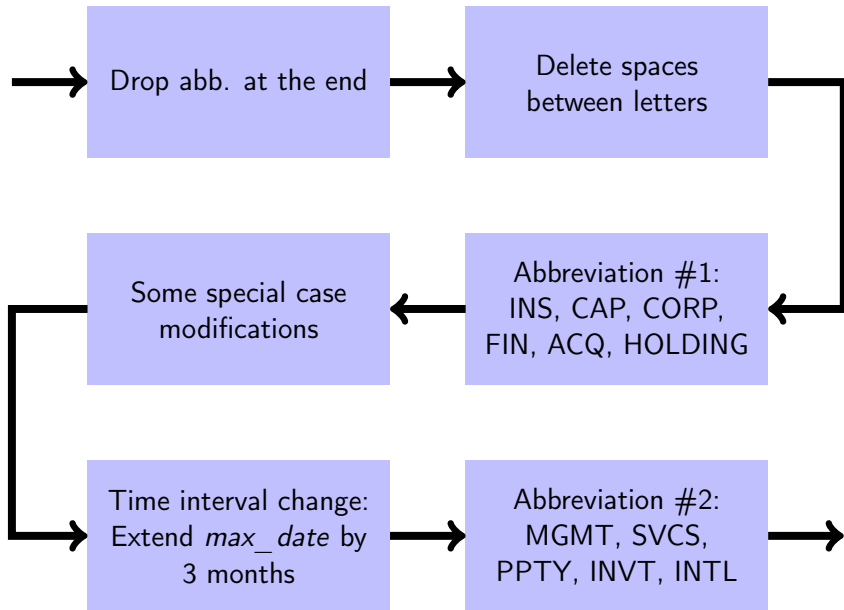 Drop abb. at the end
Delete spaces
between letters
Abbreviation #1:
INS, CAP, CORP,
FIN, ACQ, HOLDING
Some special case
modifications
Time interval change:
Extend max_date by
3 months
Abbreviation #2:
MGMT, SVCS,
PPTY, INVT, INTL